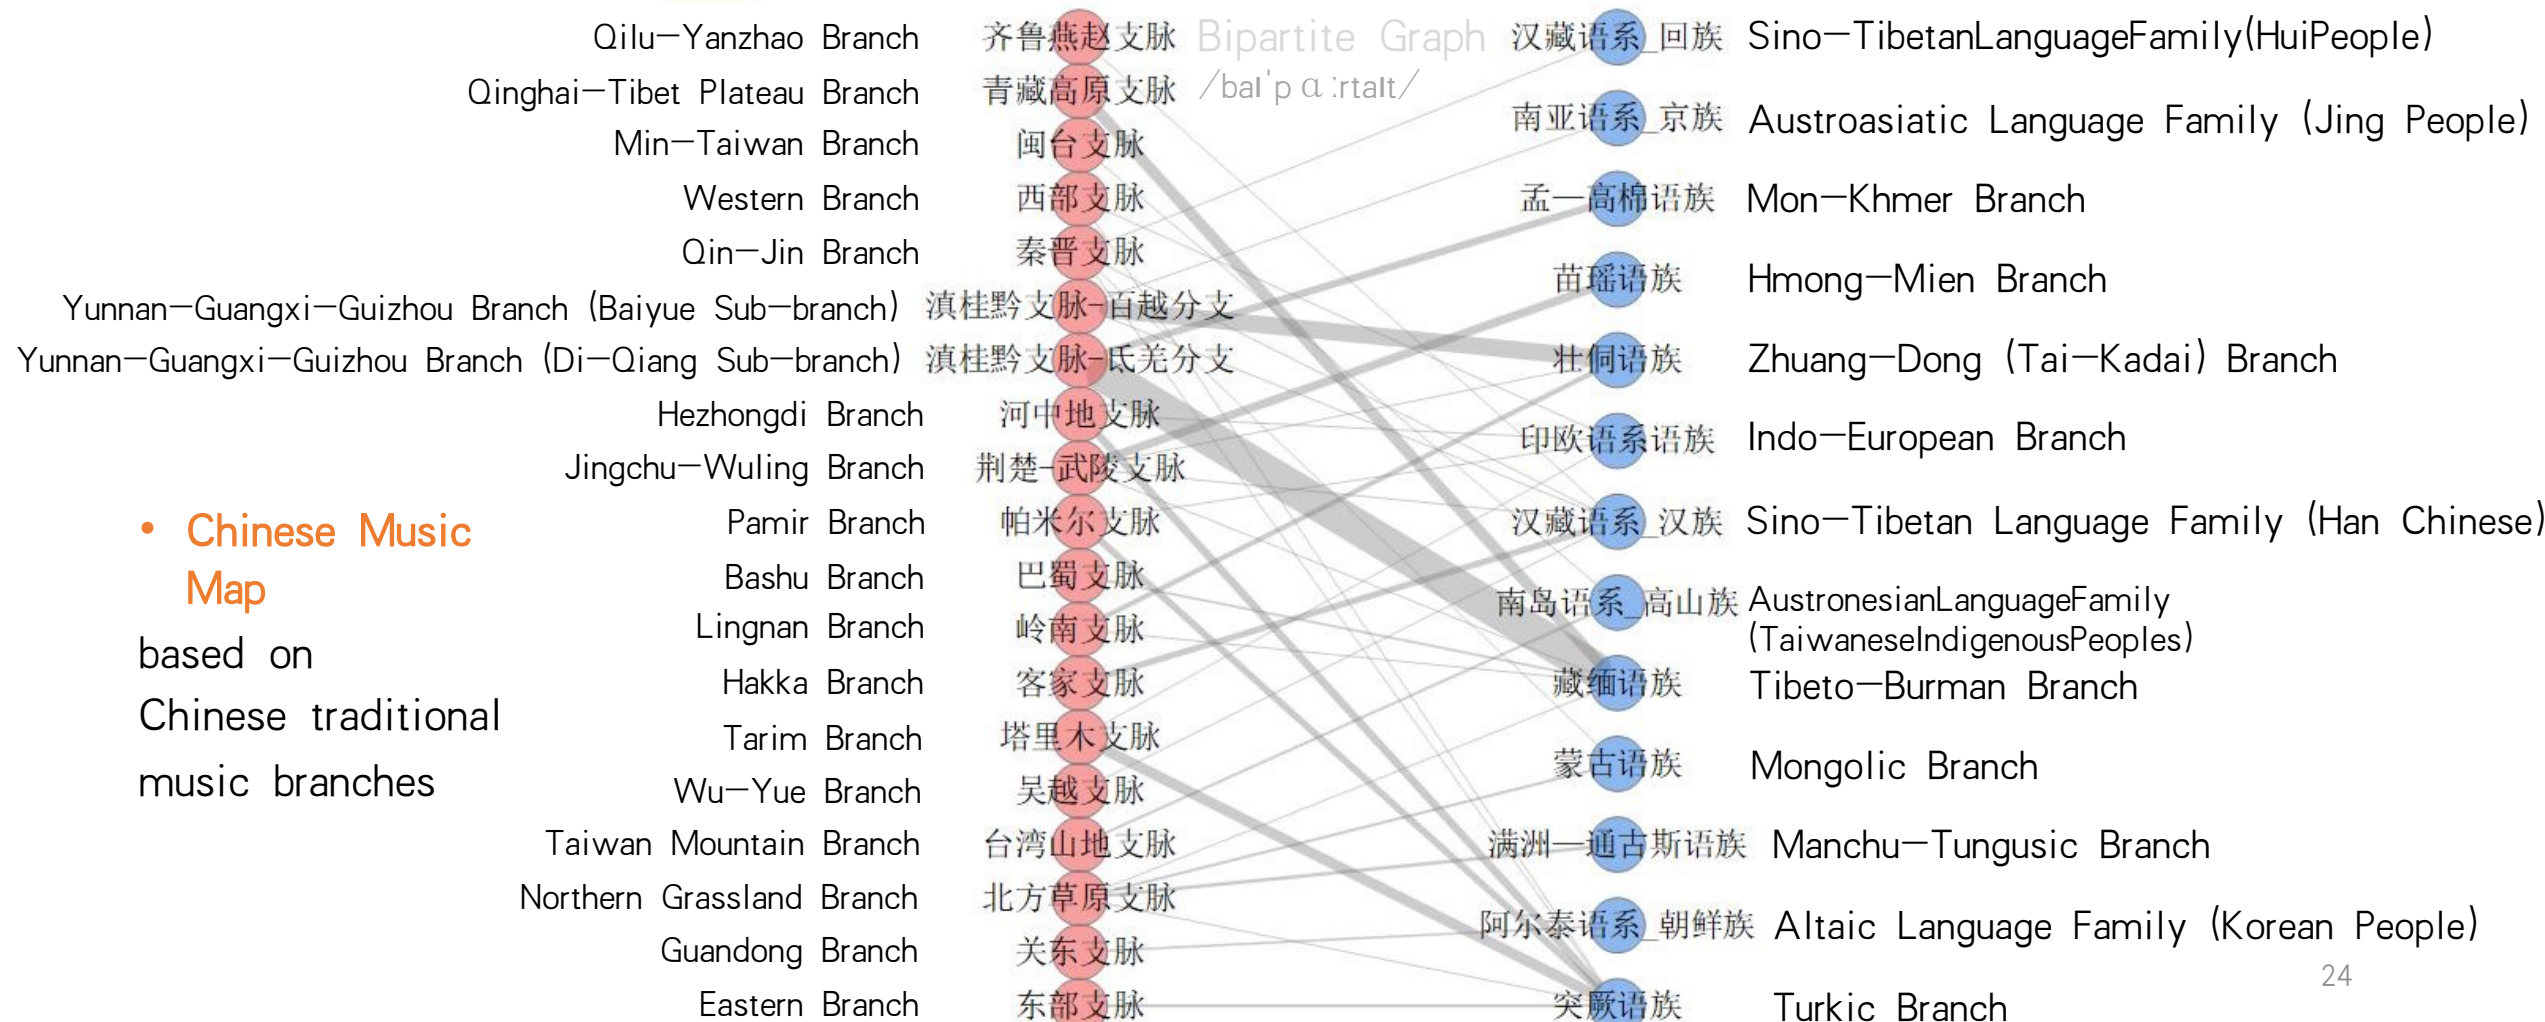 Qilu—Yanzhao Branch 齐鲁燕赵支脉 Bipartite Graph 汉藏语系_回族 Sino—TibetanLanguageFamily(HuiPeople)
Qinghai—Tibet Plateau Branch 青藏高原支脉 /baɪˈpɑːrtaɪt/
南亚语系_京族 Austroasiatic Language Family (Jing People)
Min—Taiwan Branch 闽台支脉
Western Branch 西部支脉 孟—高棉语族 Mon—Khmer Branch
Qin—Jin Branch 秦晋支脉
苗瑶语族 Hmong—Mien Branch
Yunnan—Guangxi—Guizhou Branch (Baiyue Sub—branch) 滇桂黔支脉-百越分支
Yunnan—Guangxi—Guizhou Branch (Di—Qiang Sub—branch) 滇桂黔支脉-氐羌分支 壮侗语族 Zhuang—Dong (Tai—Kadai) Branch
Hezhongdi Branch 河中地支脉
印欧语系语族 Indo—European Branch
Jingchu—Wuling Branch 荆楚-武陵支脉
• Chinese Music
Map
based on
Chinese traditional
music branches
Pamir Branch 帕米尔支脉 汉藏语系_汉族 Sino—Tibetan Language Family (Han Chinese)
Bashu Branch 巴蜀支脉
南岛语系_高山族 AustronesianLanguageFamily
(TaiwaneseIndigenousPeoples)
Lingnan Branch 岭南支脉
Hakka Branch 客家支脉 藏缅语族 Tibeto—Burman Branch
Tarim Branch 塔里木支脉
蒙古语族 Mongolic Branch
Wu—Yue Branch 吴越支脉
Taiwan Mountain Branch 台湾山地支脉 满洲—通古斯语族 Manchu—Tungusic Branch
Northern Grassland Branch 北方草原支脉
阿尔泰语系_朝鲜族 Altaic Language Family (Korean People)
Guandong Branch 关东支脉
24
Eastern Branch 东部支脉 突厥语族 Turkic Branch